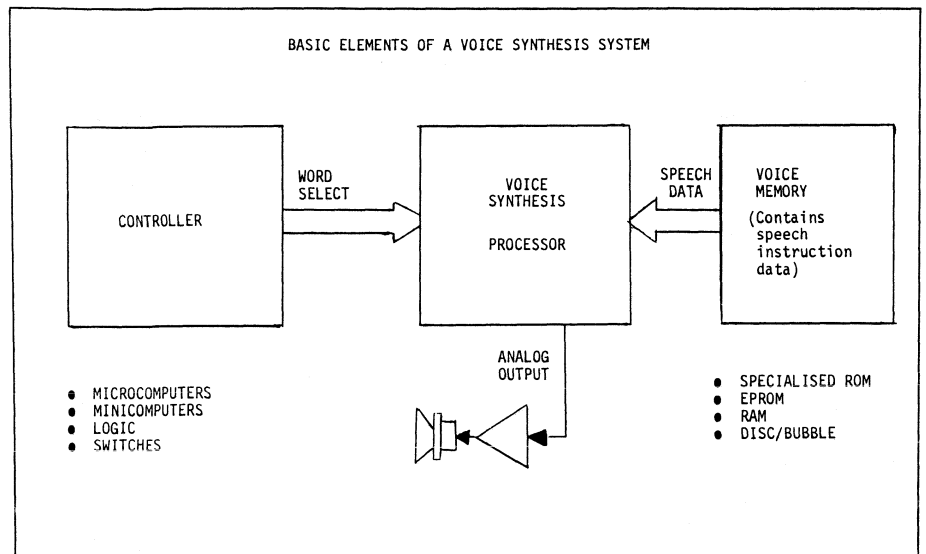 BASIC ELEMENTS OF A VOICE SYNTHESIS SYSTEM
CONTROLLER
WORD
SELECT
VOICE
SYNTHESIS
PROCESSOR
SPEECH
DATA
VOICE
MEMORY
(Contains
speech
instruction
data)
ANALOG
OUTPUT
● MICROCOMPUTERS
● MINICOMPUTERS
● LOGIC
● SWITCHES
● SPECIALISED ROM
● EPROM
● RAM
● DISC/BUBBLE